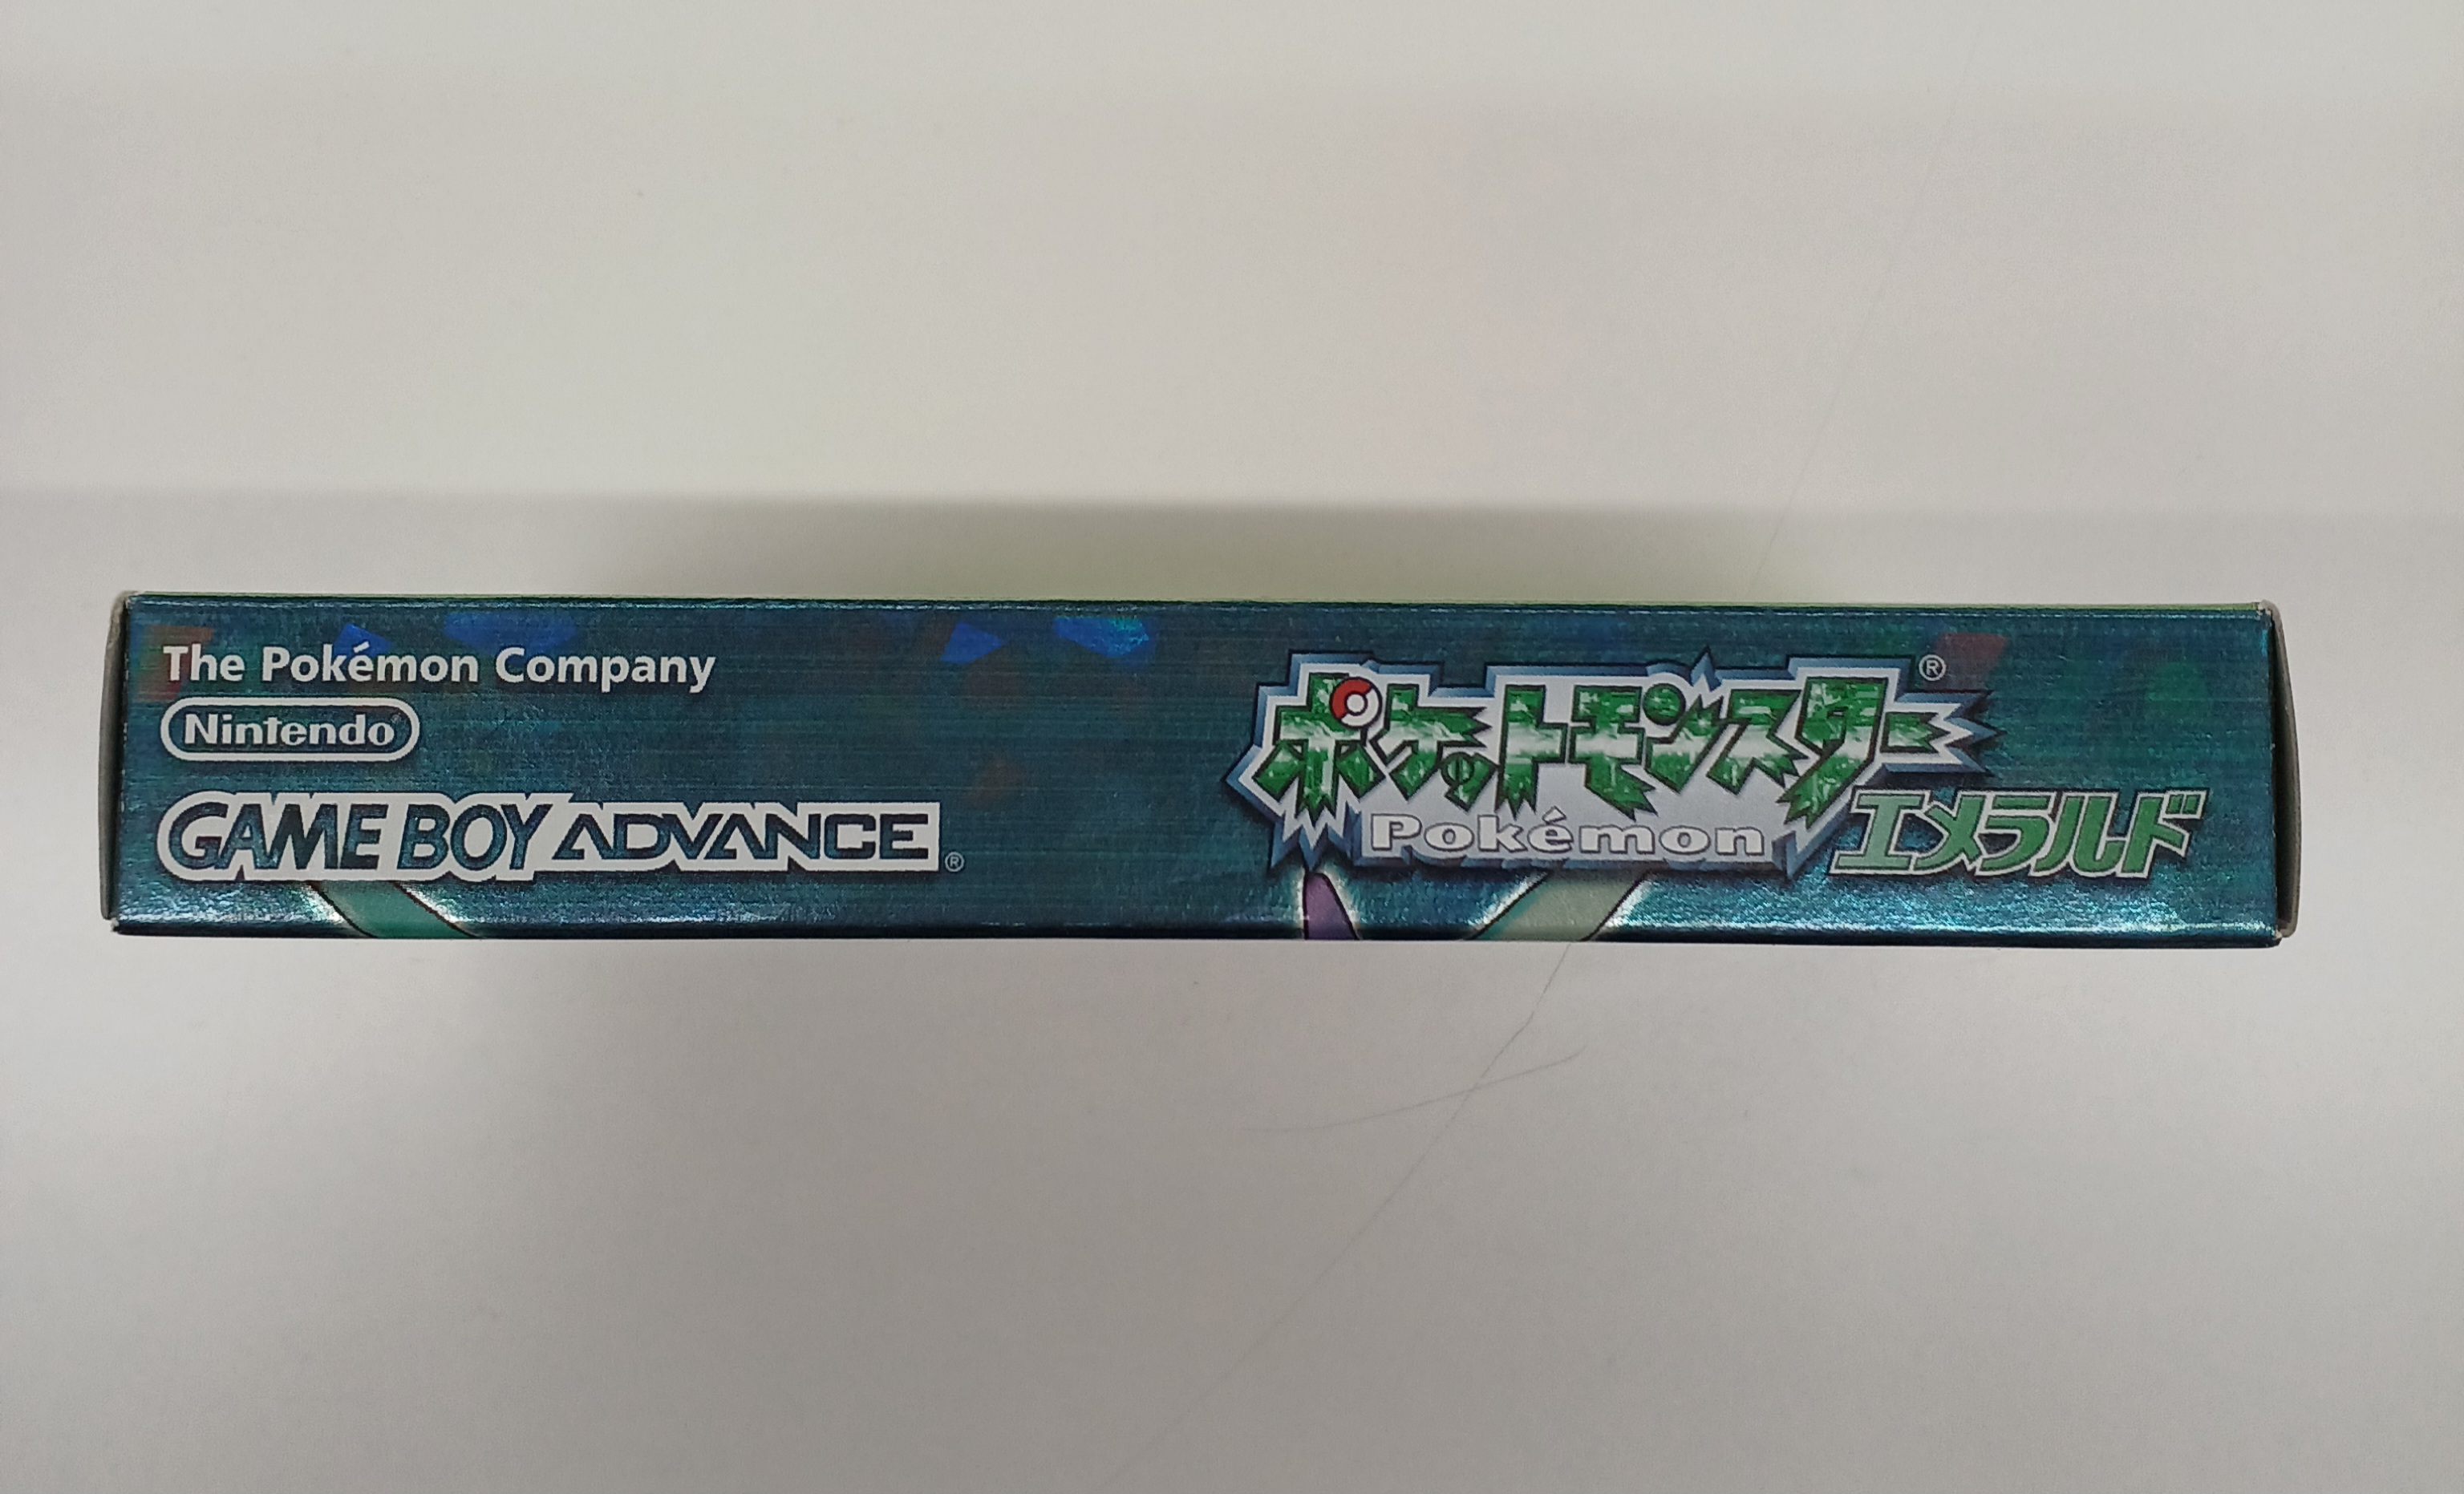 The Pokémon Company
Nintendo®
GAME BOY ADVANCE®
ポケットモンスター®
Pokémon
エメラルド